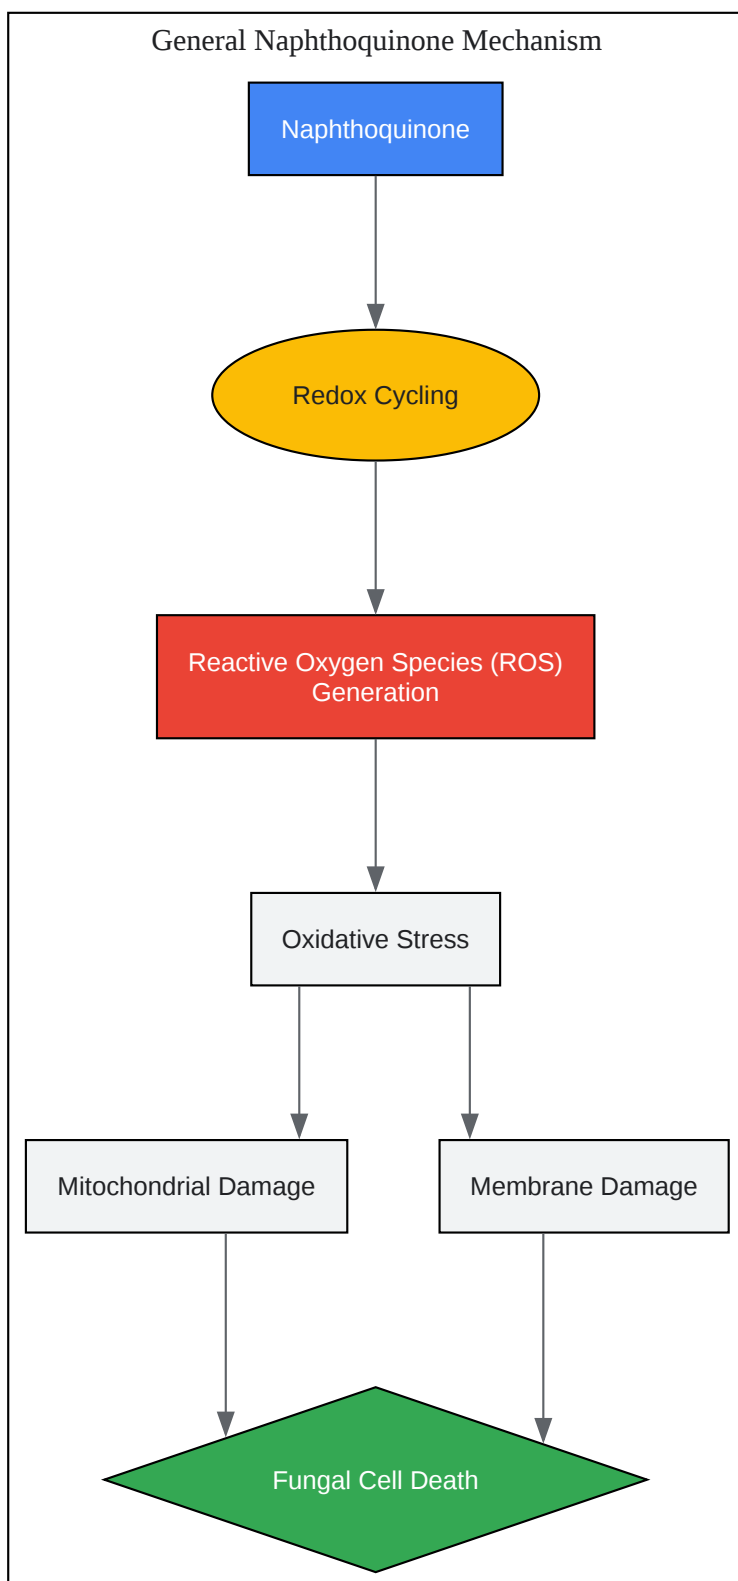 General Naphthoquinone Mechanism
Naphthoquinone
Redox Cycling
Reactive Oxygen Species (ROS)
Generation
Oxidative Stress
Mitochondrial Damage
Membrane Damage
Fungal Cell Death